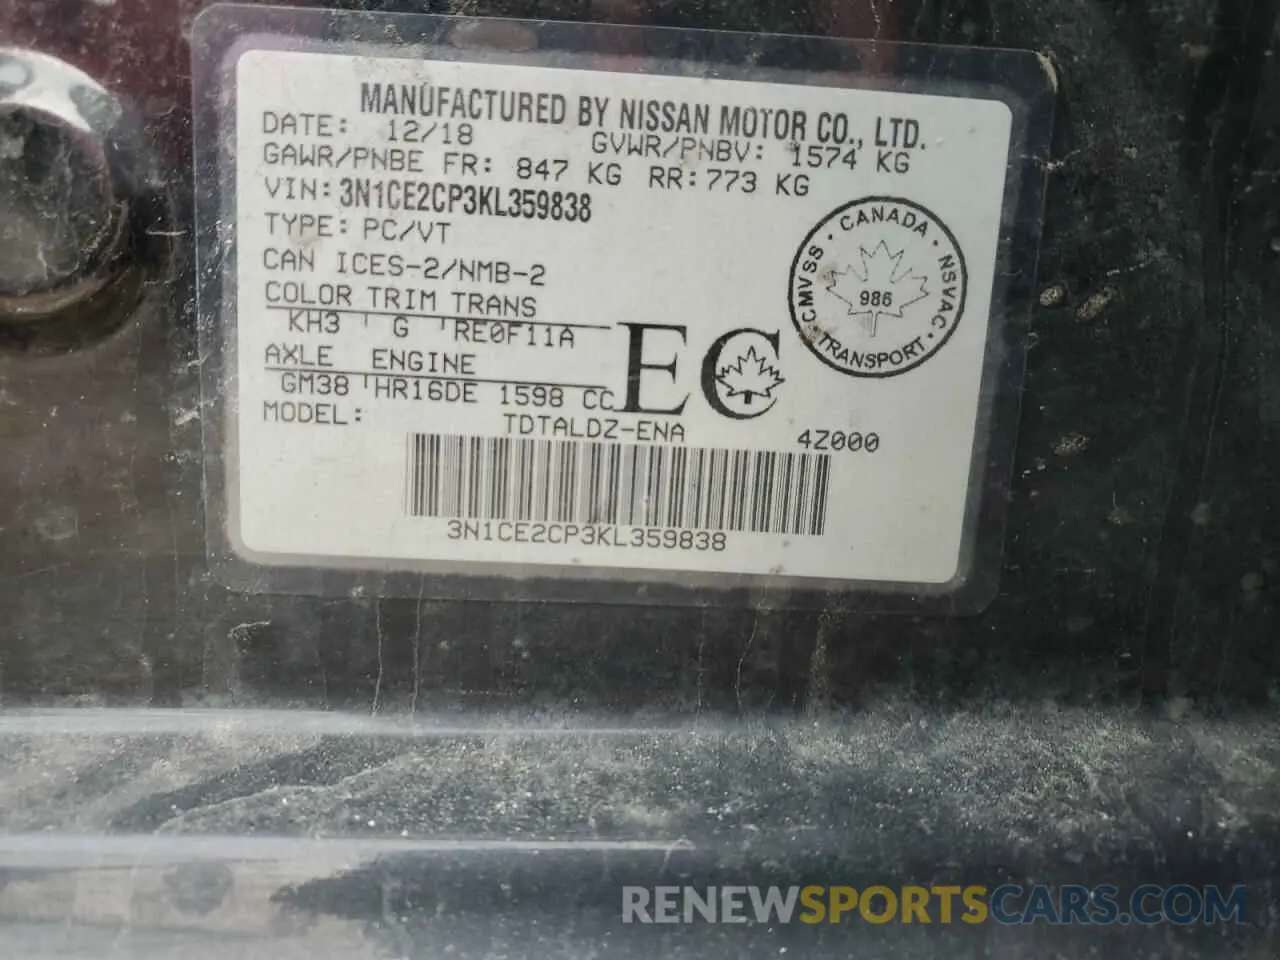 MANUFACTURED BY NISSAN MOTOR CO., LTD.
DATE: 12/18 GVWR/PNBV: 1574 KG
GAWR/PNBE FR: 847 KG RR: 773 KG
VIN: 3N1CE2CP3KL359838
TYPE: PC/VT
CAN ICES-2/NMB-2
COLOR TRIM TRANS
KH3 G RE0F11A
AXLE ENGINE
GM38 HR16DE 1598 CC
MODEL: TDTALDZ-ENA 4Z000
3N1CE2CP3KL359838
EC
CMVSS · CANADA · NSVAC · TRANSPORT ·
986
RENEWSPORTSCARS.COM